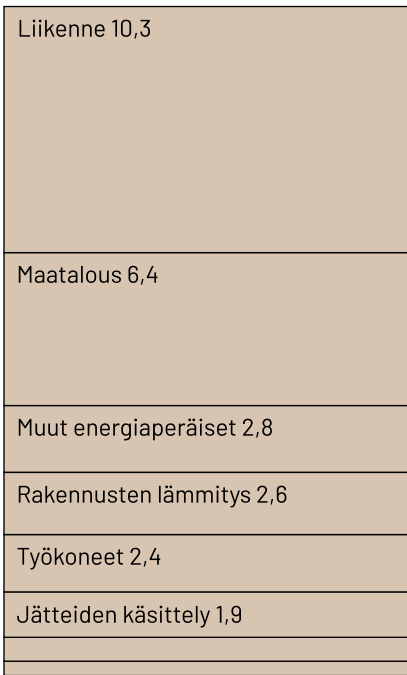 Liikenne 10,3
Maatalous 6,4
Muut energiaperäiset 2,8
Rakennusten lämmitys 2,6
Työkoneet 2,4
Jätteiden käsittely 1,9